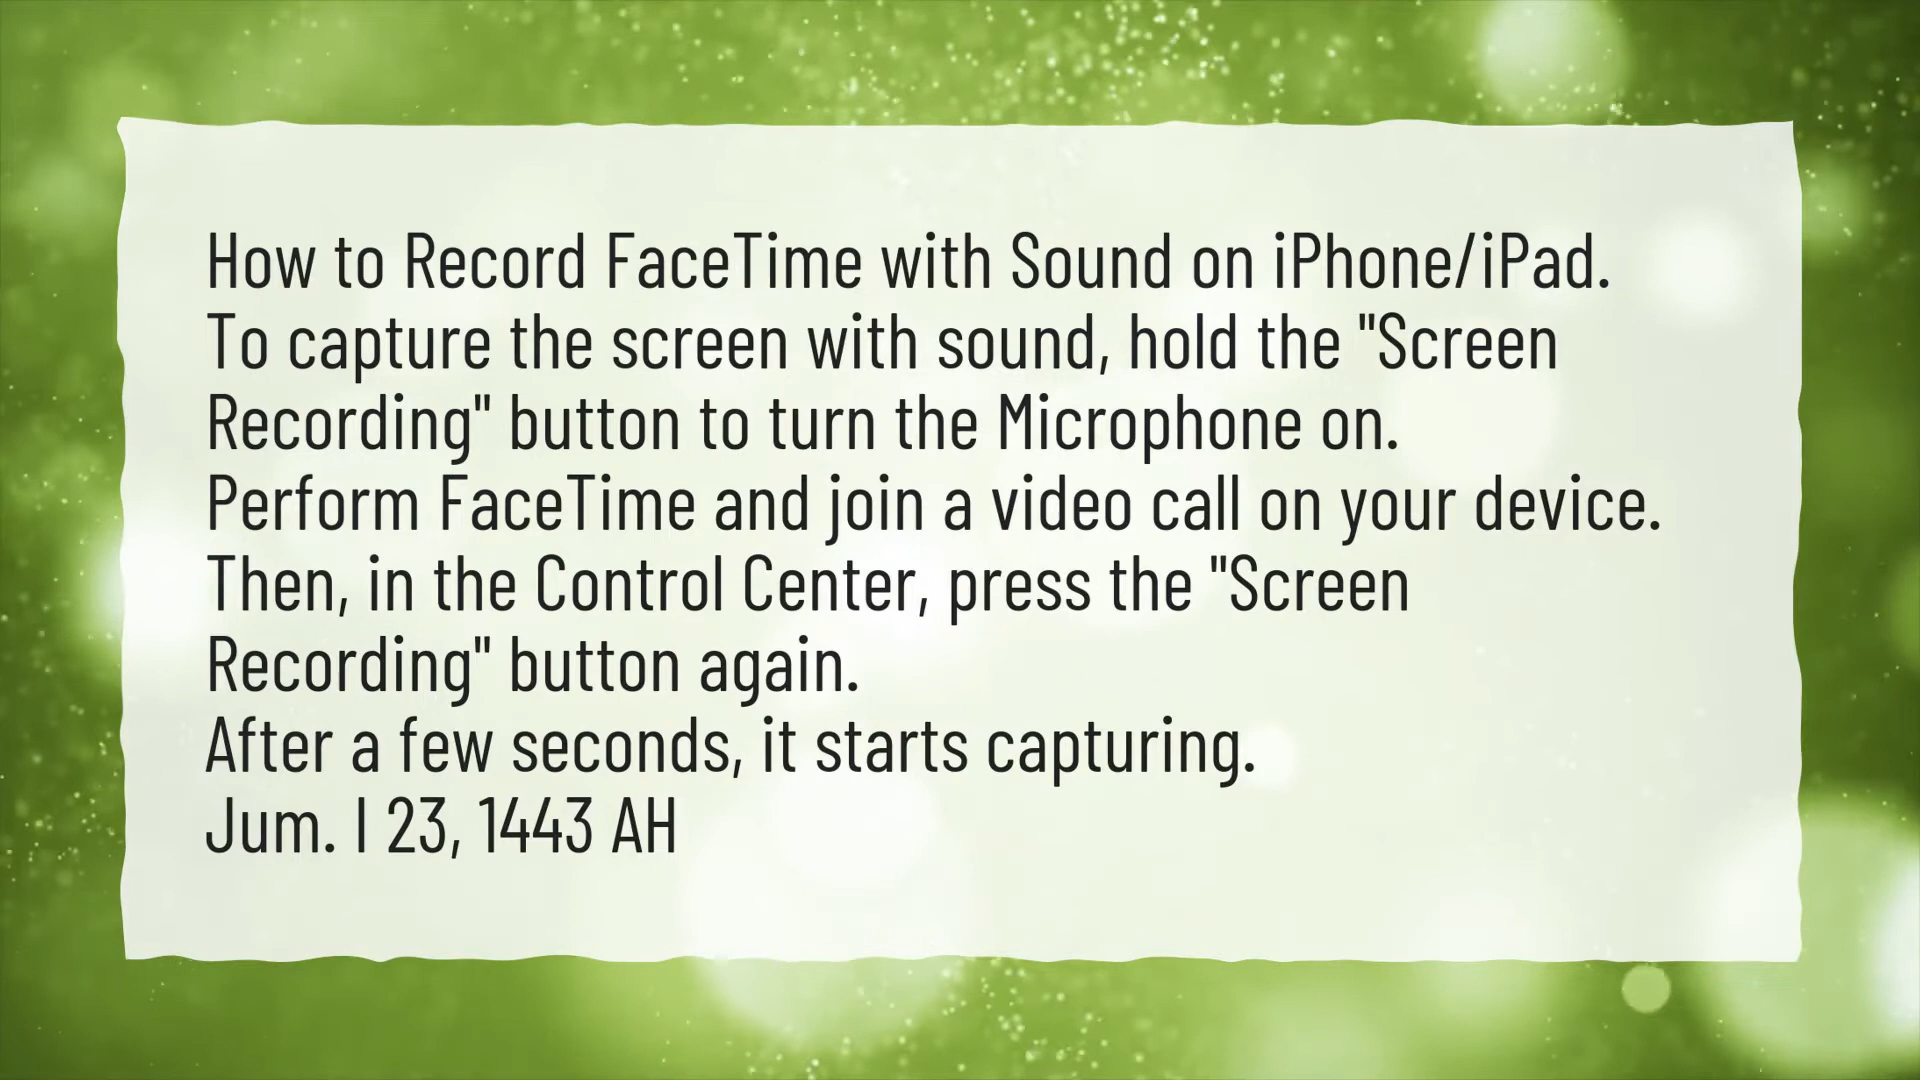 How to Record FaceTime with Sound on iPhone/iPad.
To capture the screen with sound, hold the "Screen
Recording" button to turn the Microphone on.
Perform FaceTime and join a video call on your device.
Then, in the Control Center, press the "Screen
Recording" button again.
After a few seconds, it starts capturing.
Jum. I 23, 1443 AH